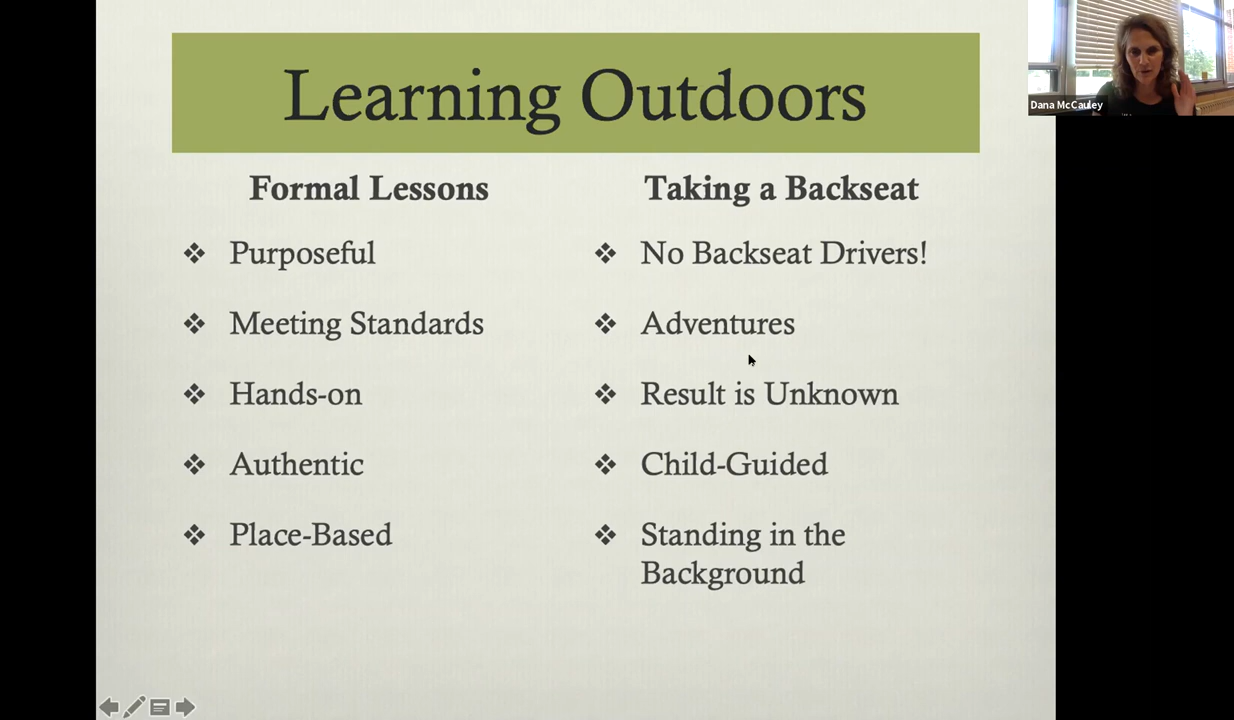 Learning Outdoors
Formal Lessons
Purposeful
Meeting Standards
Hands-on
Authentic
Place-Based
Taking a Backseat
No Backseat Drivers!
Adventures
Result is Unknown
Child-Guided
Standing in the
Background
Dana McCauley